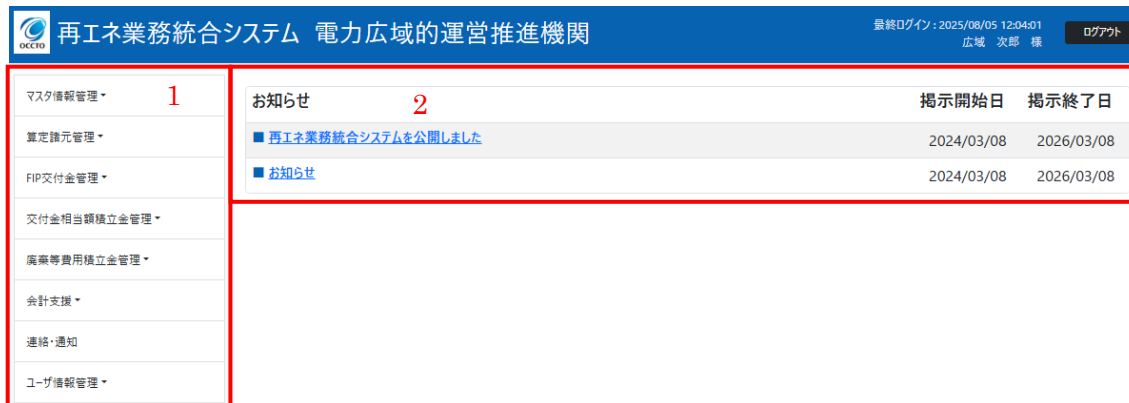 OCCTO
再エネ業務統合システム 電力広域的運営推進機関
最終ログイン : 2025/08/05 12:04:01
広域 次郎 様
ログアウト
マスタ情報管理
算定諸元管理
FIP交付金管理
交付金相当額積立金管理
廃棄等費用積立金管理
会計支援
連絡・通知
ユーザ情報管理
1
お知らせ 2 掲示開始日 掲示終了日
再エネ業務統合システムを公開しました 2024/03/08 2026/03/08
お知らせ 2024/03/08 2026/03/08